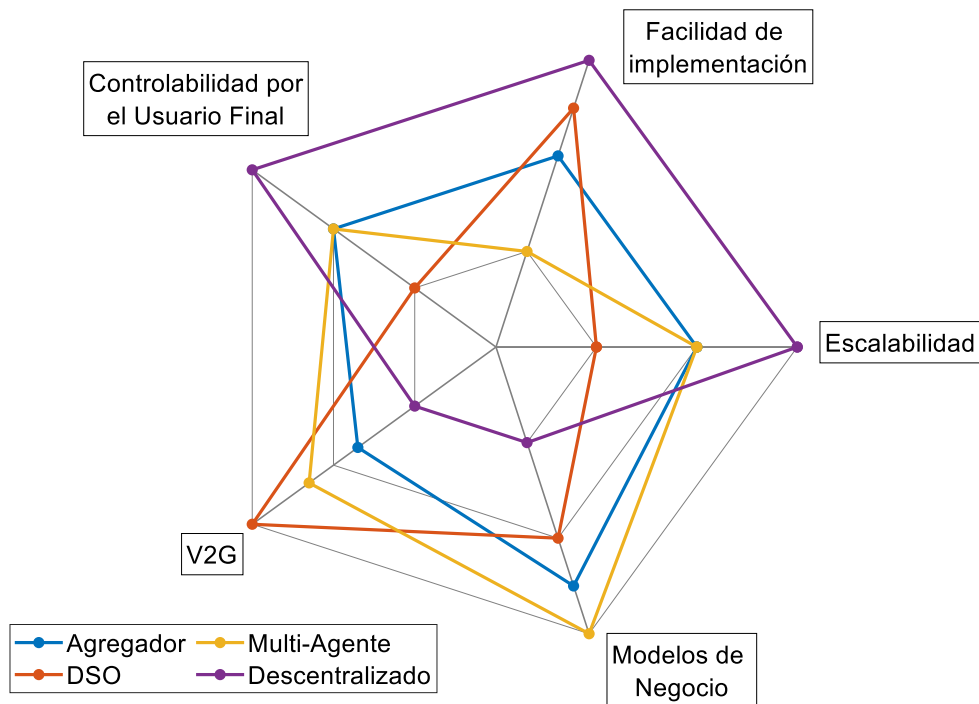 Facilidad de
implementación
Controlabilidad por
el Usuario Final
Escalabilidad
V2G
Modelos de
Negocio
Agregador
Multi-Agente
DSO
Descentralizado